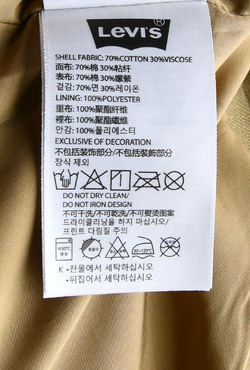 LEVI'S
SHELL FABRIC: 70%COTTON 30%VISCOSE
面布: 70%棉 30%粘纤
表布: 70%棉 30%嫘縈
겉감: 70%면 30%레이온
LINING: 100%POLYESTER
里布: 100%聚酯纤维
裡布: 100%聚酯纖維
안감: 100%폴리에스터
EXCLUSIVE OF DECORATION
不包括装饰部分/不包括裝飾部分
장식 제외
DO NOT DRY CLEAN/
DO NOT IRON DESIGN
不可干洗/不可乾洗/不可熨烫图案
드라이클리닝을 하지 마십시오/
프린트 다림질 주의
K •찬물에서 세탁하십시오
•뒤집어서 세탁하십시오